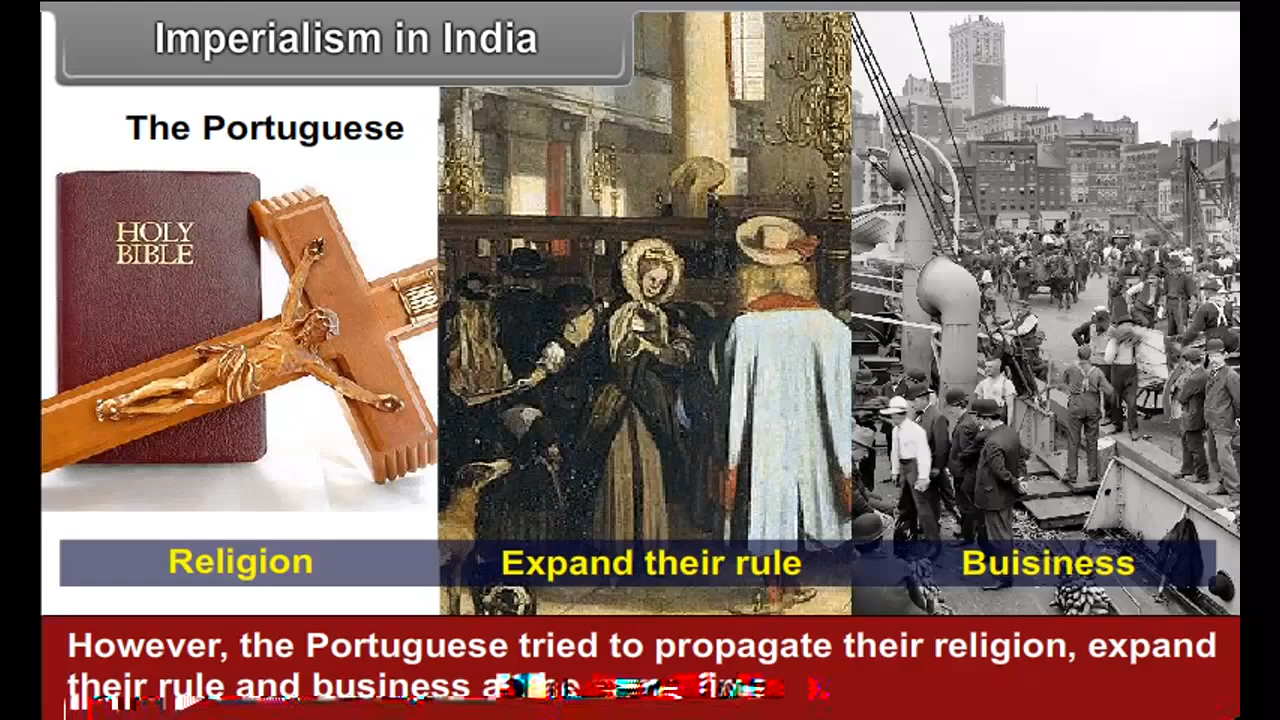 Imperialism in India
The Portuguese
HOLY
BIBLE
INRI
Religion
Expand their rule
Buisiness
However, the Portuguese tried to propagate their religion, expand
their rule and business